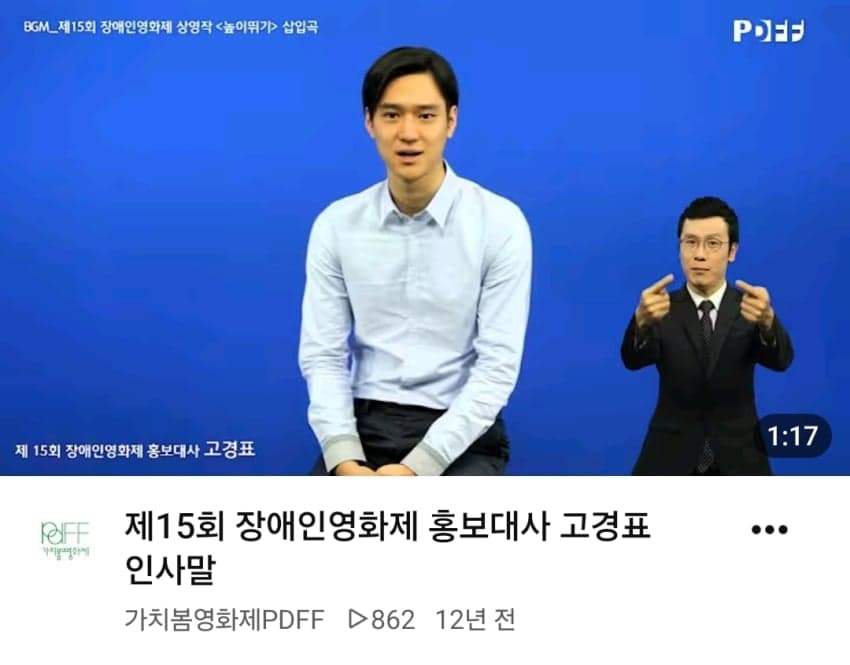 BGM_제15회 장애인영화제 상영작 <높이뛰기> 삽입곡
PDFF
제 15회 장애인영화제 홍보대사 고경표
1:17
PDFF
가치봄영화제
제15회 장애인영화제 홍보대사 고경표
인사말
가치봄영화제PDFF ▷862 12년 전